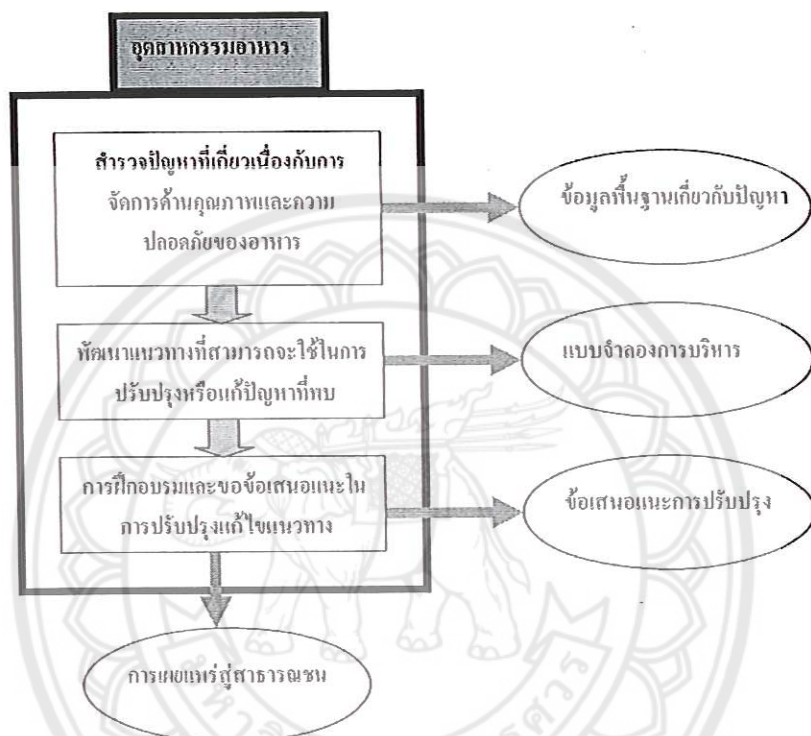 อุตสาหกรรมอาหาร
สำรวจปัญหาที่เกี่ยวเนื่องกับการ
จัดการด้านคุณภาพและความ
ปลอดภัยของอาหาร
ข้อมูลพื้นฐานเกี่ยวกับปัญหา
พัฒนาแนวทางที่สามารถจะใช้ในการ
ปรับปรุงหรือแก้ปัญหาที่พบ
แบบจำลองการบริหาร
การฝึกอบรมและขอข้อเสนอแนะใน
การปรับปรุงแก้ไขแนวทาง
ข้อเสนอแนะการปรับปรุง
การเผยแพร่สู่สาธารณชน